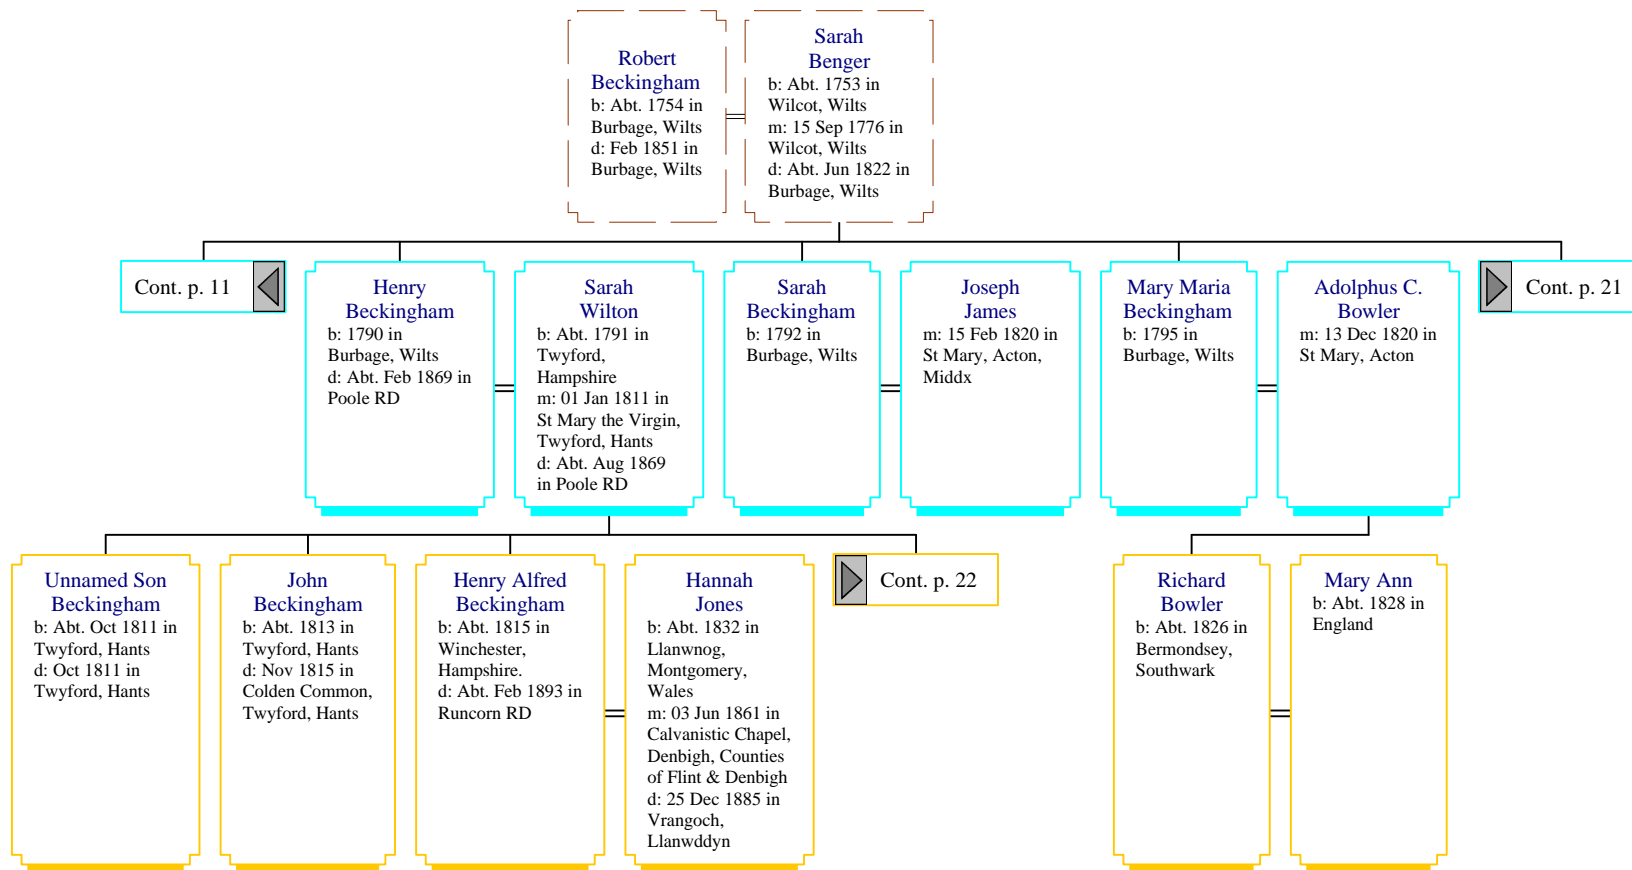 Robert
Beckingham
b: Abt. 1754 in
Burbage, Wilts
d: Feb 1851 in
Burbage, Wilts
Sarah
Benger
b: Abt. 1753 in
Wilcot, Wilts
m: 15 Sep 1776 in
Wilcot, Wilts
d: Abt. Jun 1822 in
Burbage, Wilts
Cont. p. 11
Henry
Beckingham
b: 1790 in
Burbage, Wilts
d: Abt. Feb 1869 in
Poole RD
Sarah
Wilton
b: Abt. 1791 in
Twyford,
Hampshire
m: 01 Jan 1811 in
St Mary the Virgin,
Twyford, Hants
d: Abt. Aug 1869
in Poole RD
Sarah
Beckingham
b: 1792 in
Burbage, Wilts
Joseph
James
m: 15 Feb 1820 in
St Mary, Acton,
Middx
Mary Maria
Beckingham
b: 1795 in
Burbage, Wilts
Adolphus C.
Bowler
m: 13 Dec 1820 in
St Mary, Acton
Cont. p. 21
Unnamed Son
Beckingham
b: Abt. Oct 1811 in
Twyford, Hants
d: Oct 1811 in
Twyford, Hants
John
Beckingham
b: Abt. 1813 in
Twyford, Hants
d: Nov 1815 in
Colden Common,
Twyford, Hants
Henry Alfred
Beckingham
b: Abt. 1815 in
Winchester,
Hampshire.
d: Abt. Feb 1893 in
Runcorn RD
Hannah
Jones
b: Abt. 1832 in
Llanwnog,
Montgomery,
Wales
m: 03 Jun 1861 in
Calvanistic Chapel,
Denbigh, Counties
of Flint & Denbigh
d: 25 Dec 1885 in
Vrangoch,
Llanwddyn
Cont. p. 22
Richard
Bowler
b: Abt. 1826 in
Bermondsey,
Southwark
Mary Ann
b: Abt. 1828 in
England